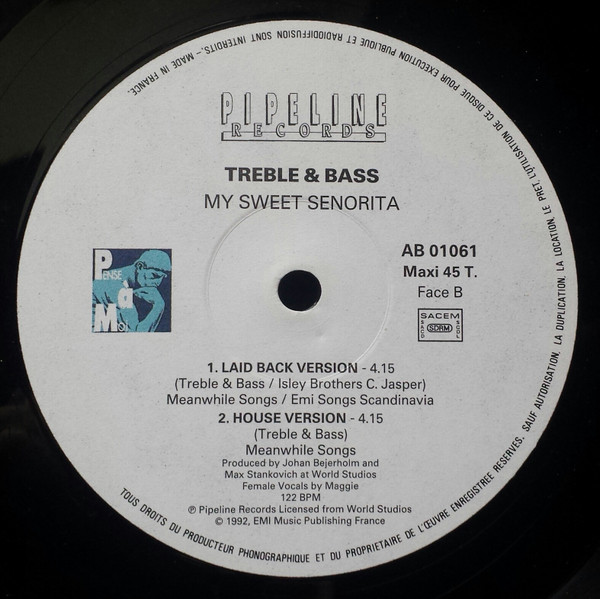 PIPELINE
RECORDS
TREBLE & BASS
MY SWEET SENORITA
PENSE
à
Moi
AB 01061
Maxi 45 T.
Face B
SACEM
SACD SDRM SCGL
1. LAID BACK VERSION - 4.15
(Treble & Bass / Isley Brothers C. Jasper)
Meanwhile Songs / Emi Songs Scandinavia
2. HOUSE VERSION - 4.15
(Treble & Bass)
Meanwhile Songs
Produced by Johan Bejerholm and
Max Stankovich at World Studios
Female Vocals by Maggie
122 BPM
℗ Pipeline Records Licensed from World Studios
© 1992, EMI Music Publishing France
TOUS DROITS DU PRODUCTEUR PHONOGRAPHIQUE ET DU PROPRIETAIRE DE L'ŒUVRE ENREGISTREE RESERVES. SAUF AUTORISATION, LA DUPLICATION, LA LOCATION, LE PRET, L'UTILISATION DE CE DISQUE POUR EXECUTION PUBLIQUE ET RADIODIFFUSION SONT INTERDITS. - MADE IN FRANCE.